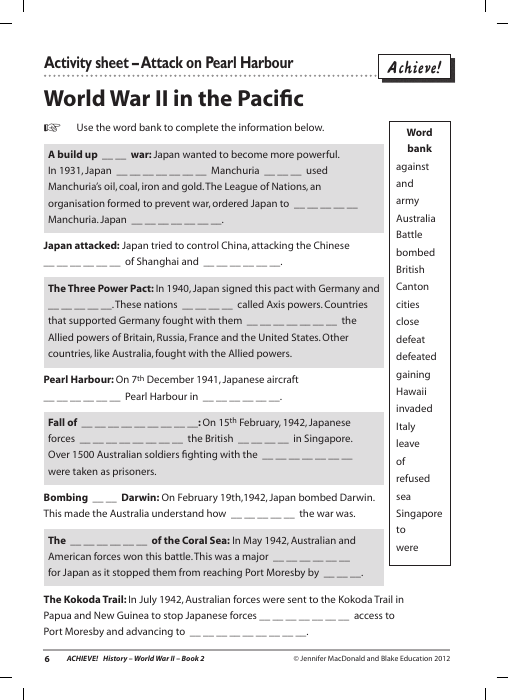 Activity sheet – Attack on Pearl Harbour
Achieve!
World War II in the Pacific
Use the word bank to complete the information below.
A build up __ __ war: Japan wanted to become more powerful.
In 1931, Japan __ __ __ __ __ __ __ Manchuria __ __ __ used
Manchuria's oil, coal, iron and gold. The League of Nations, an
organisation formed to prevent war, ordered Japan to __ __ __ __ __
Manchuria. Japan __ __ __ __ __ __ __.
Japan attacked: Japan tried to control China, attacking the Chinese
__ __ __ __ __ __ of Shanghai and __ __ __ __ __ __.
The Three Power Pact: In 1940, Japan signed this pact with Germany and
__ __ __ __ __. These nations __ __ __ __ called Axis powers. Countries
that supported Germany fought with them __ __ __ __ __ __ __ the
Allied powers of Britain, Russia, France and the United States. Other
countries, like Australia, fought with the Allied powers.
Pearl Harbour: On 7th December 1941, Japanese aircraft
__ __ __ __ __ __ Pearl Harbour in __ __ __ __ __ __.
Fall of __ __ __ __ __ __ __ __ __: On 15th February, 1942, Japanese
forces __ __ __ __ __ __ __ __ the British __ __ __ __ in Singapore.
Over 1500 Australian soldiers fighting with the __ __ __ __ __ __ __
were taken as prisoners.
Bombing __ __ Darwin: On February 19th,1942, Japan bombed Darwin.
This made the Australia understand how __ __ __ __ __ the war was.
The __ __ __ __ __ __ of the Coral Sea: In May 1942, Australian and
American forces won this battle. This was a major __ __ __ __ __ __
for Japan as it stopped them from reaching Port Moresby by __ __ __.
The Kokoda Trail: In July 1942, Australian forces were sent to the Kokoda Trail in
Papua and New Guinea to stop Japanese forces __ __ __ __ __ __ __ access to
Port Moresby and advancing to __ __ __ __ __ __ __ __ __.
Word
bank
against
and
army
Australia
Battle
bombed
British
Canton
cities
close
defeat
defeated
gaining
Hawaii
invaded
Italy
leave
of
refused
sea
Singapore
to
were
6 ACHIEVE! History – World War II – Book 2
© Jennifer MacDonald and Blake Education 2012